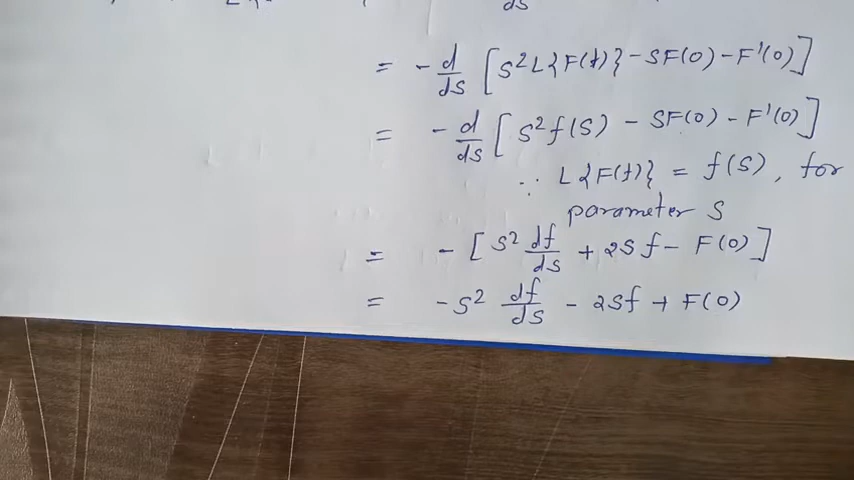 ds
= - d/ds [S²L{F(t)} - SF(0) - F'(0)]
= - d/ds [S²f(S) - SF(0) - F'(0)]
∵ L{F(t)} = f(S), for
parameter S
= - [S² df/ds + 2Sf - F(0)]
= -S² df/ds - 2Sf + F(0)